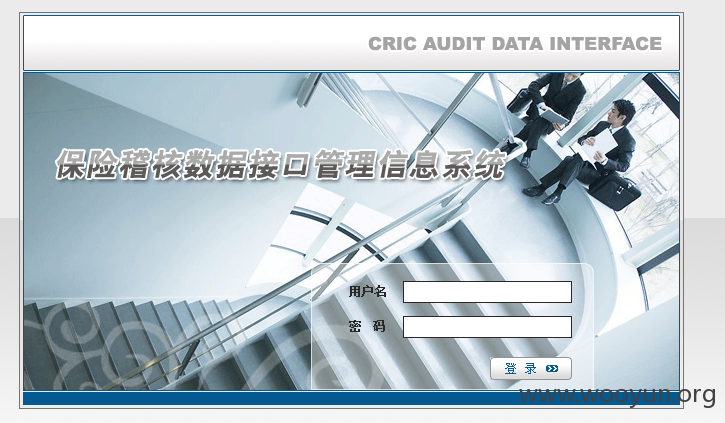 CRIC AUDIT DATA INTERFACE
保险稽核数据接口管理信息系统
用户名
密 码
登 录
www.wooyun.org